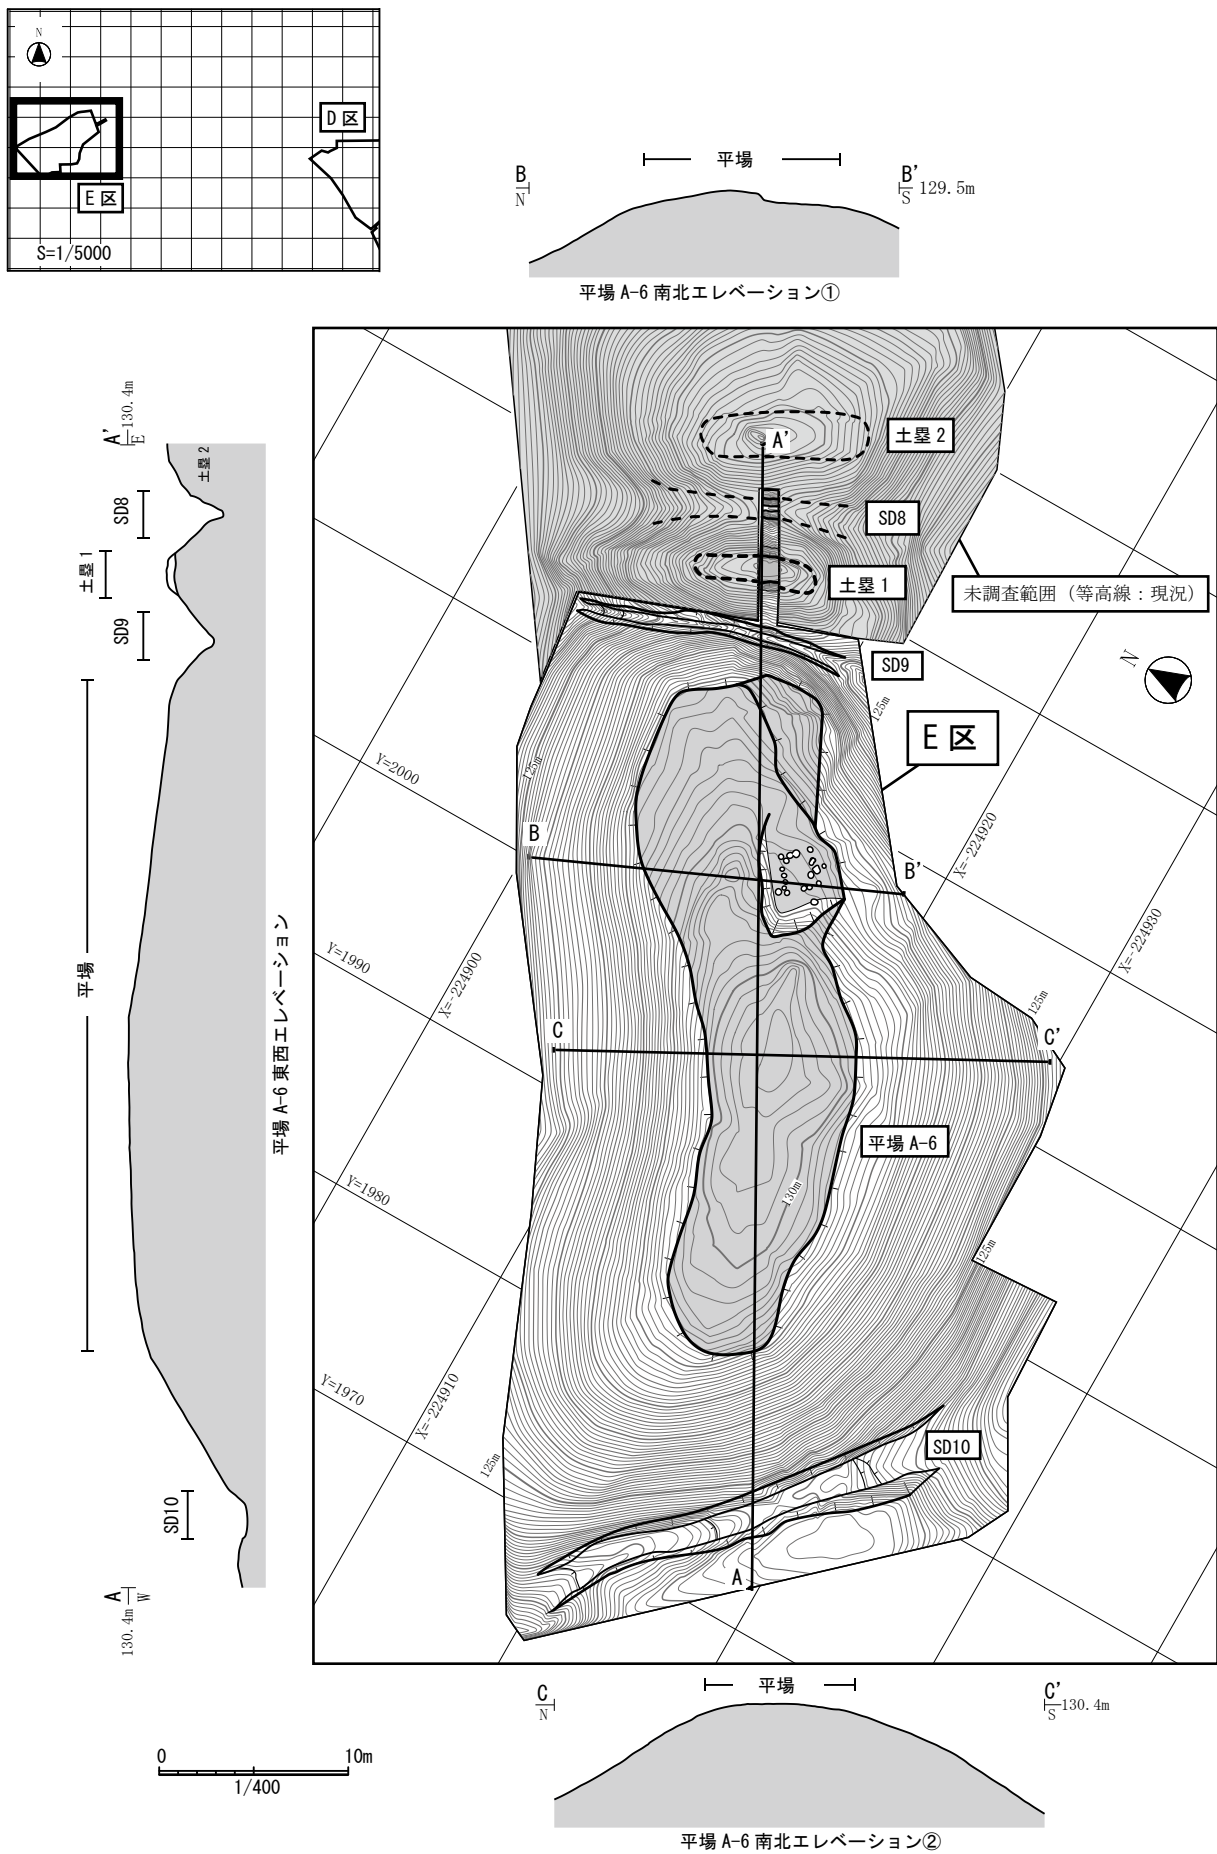 N
D区
E区
S=1/5000
平場
B
N
B'
S
129.5m
平場 A-6 南北エレベーション①
A'
E
130.4m
土塁 2
SD8
土塁 1
SD9
平場
平場 A-6 東西エレベーション
SD10
A
W
130.4m
A'
土塁 2
SD8
土塁 1
未調査範囲（等高線：現況）
SD9
N
E区
125m
125m
Y=2000
X=-224920
B
B'
Y=1990
X=-224900
X=-224930
125m
C
C'
平場 A-6
Y=1980
130m
125m
Y=1970
X=-224910
125m
SD10
A
C
N
平場
C'
S
130.4m
0
10m
1/400
平場 A-6 南北エレベーション②